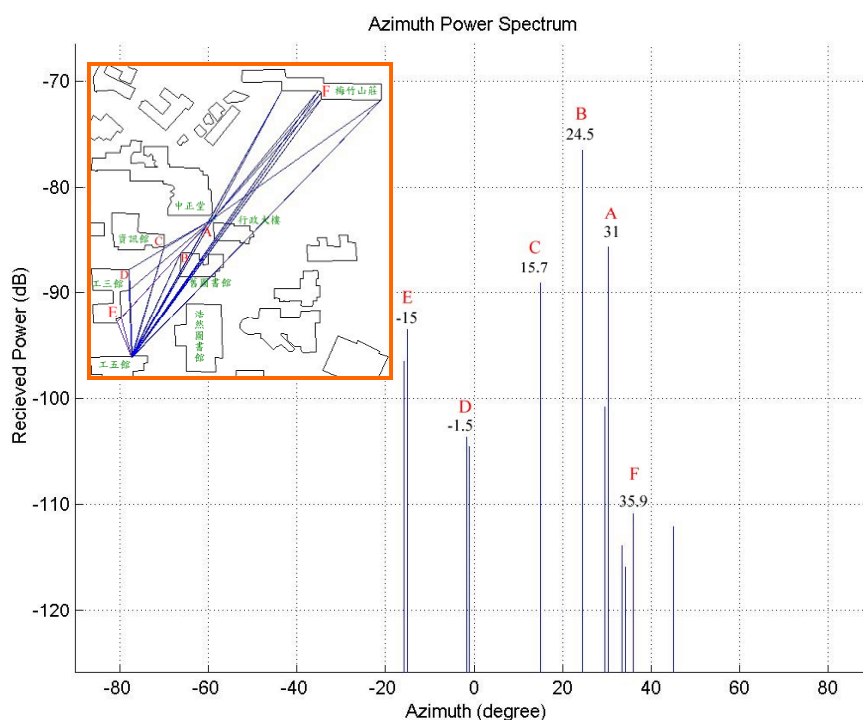 Azimuth Power Spectrum
Recieved Power (dB)
-70
-80
-90
-100
-110
-120
F 梅竹山莊
中正堂
行政大樓
A
資訊館 C
B
D
工三館
舊圖書館
E
浩然圖書館
工五館
B
24.5
A
31
C
15.7
E
-15
D
-1.5
F
35.9
-80
-60
-40
-20
0
20
40
60
80
Azimuth (degree)